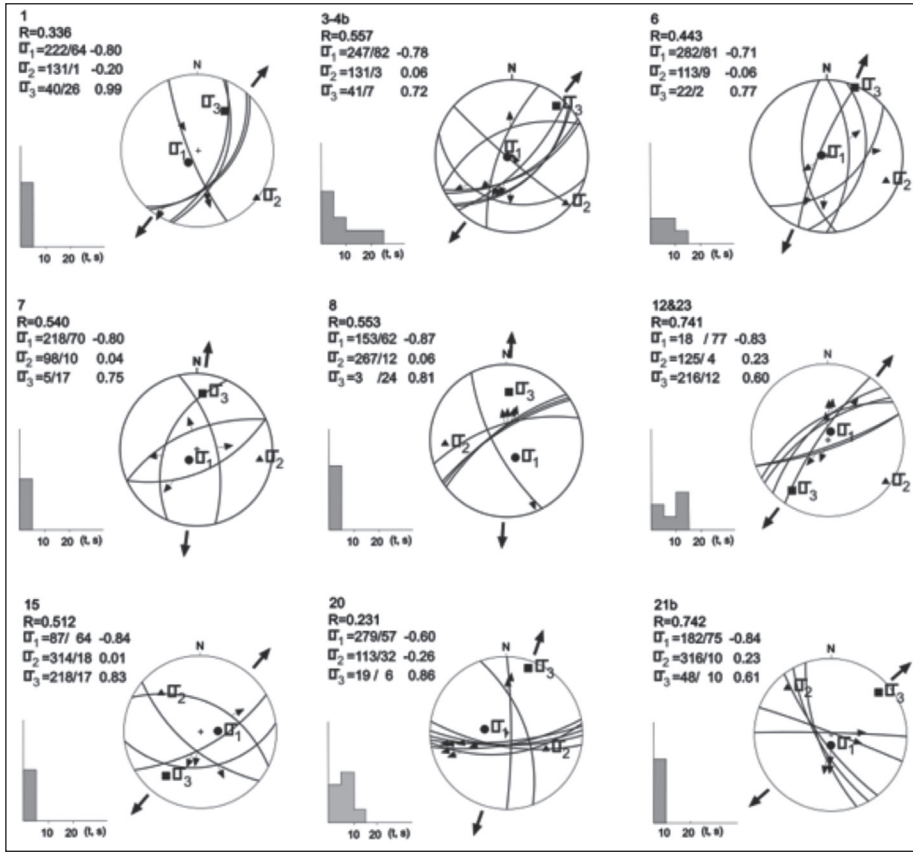 1
R=0.336
σ1=222/64 -0.80
σ2=131/1 -0.20
σ3=40/26 0.99
N
σ3
σ1
σ2
10 20 (t, s)
3-4b
R=0.557
σ1=247/82 -0.78
σ2=131/3 0.06
σ3=41/7 0.72
N
σ3
σ1
σ2
10 20 (t, s)
6
R=0.443
σ1=282/81 -0.71
σ2=113/9 -0.06
σ3=22/2 0.77
N
σ3
σ1
σ2
10 20 (t, s)
7
R=0.540
σ1=218/70 -0.80
σ2=98/10 0.04
σ3=5/17 0.75
N
σ3
σ1
σ2
10 20 (t, s)
8
R=0.553
σ1=153/62 -0.87
σ2=267/12 0.06
σ3=3 /24 0.81
N
σ3
σ2
σ1
10 20 (t, s)
12&23
R=0.741
σ1=18 / 77 -0.83
σ2=125/ 4 0.23
σ3=216/12 0.60
N
σ1
σ3
σ2
10 20 (t, s)
15
R=0.512
σ1=87/ 64 -0.84
σ2=314/18 0.01
σ3=218/17 0.83
N
σ2
σ1
σ3
10 20 (t, s)
20
R=0.231
σ1=279/57 -0.60
σ2=113/32 -0.26
σ3=19 / 6 0.86
N
σ3
σ1
σ2
10 20 (t, s)
21b
R=0.742
σ1=182/75 -0.84
σ2=316/10 0.23
σ3=48/ 10 0.61
N
σ2
σ3
σ1
10 20 (t, s)